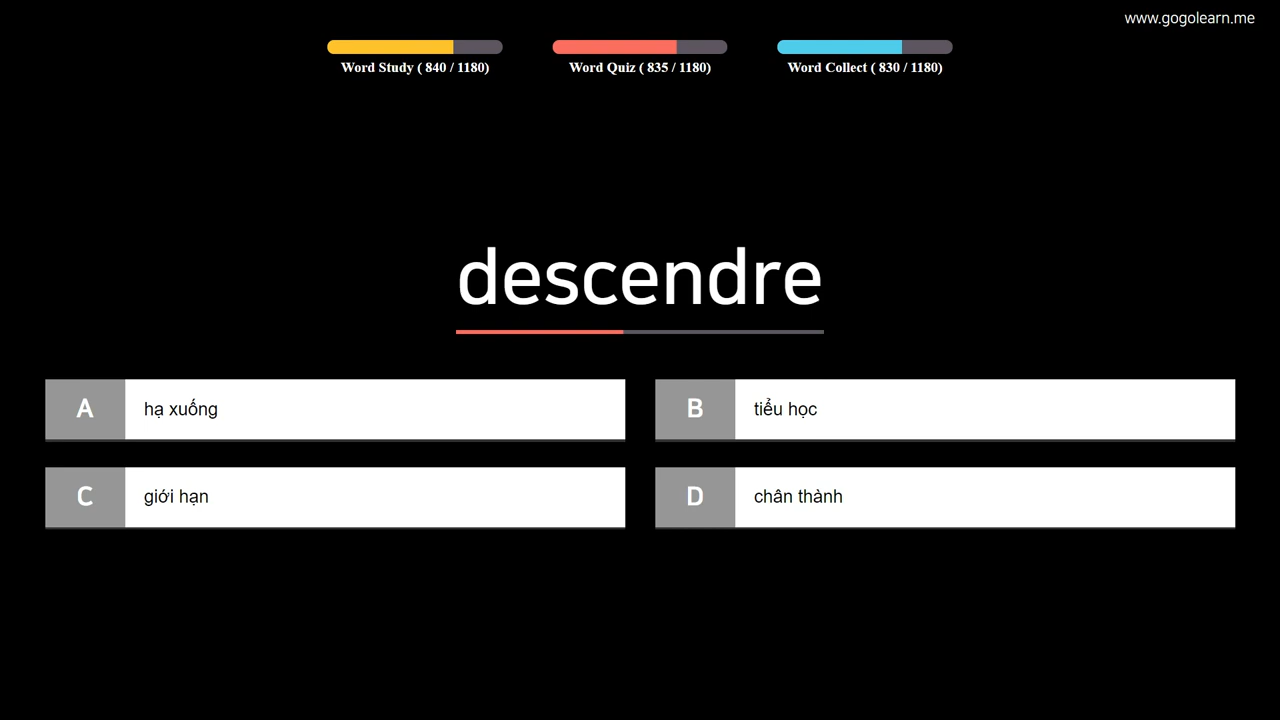 www.gogolearn.me
Word Study ( 840 / 1180)
Word Quiz ( 835 / 1180)
Word Collect ( 830 / 1180)
descendre
A hạ xuống
B tiểu học
C giới hạn
D chân thành